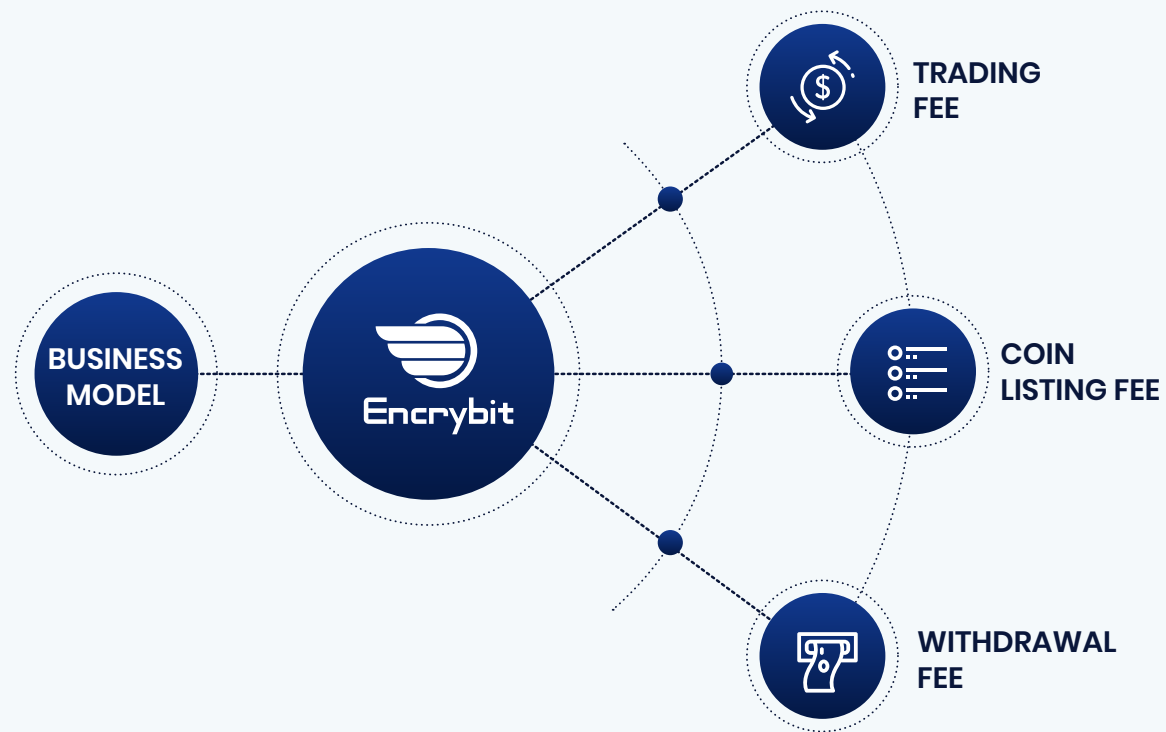 BUSINESS
MODEL
Encrybit
$
TRADING
FEE
COIN
LISTING FEE
WITHDRAWAL
FEE